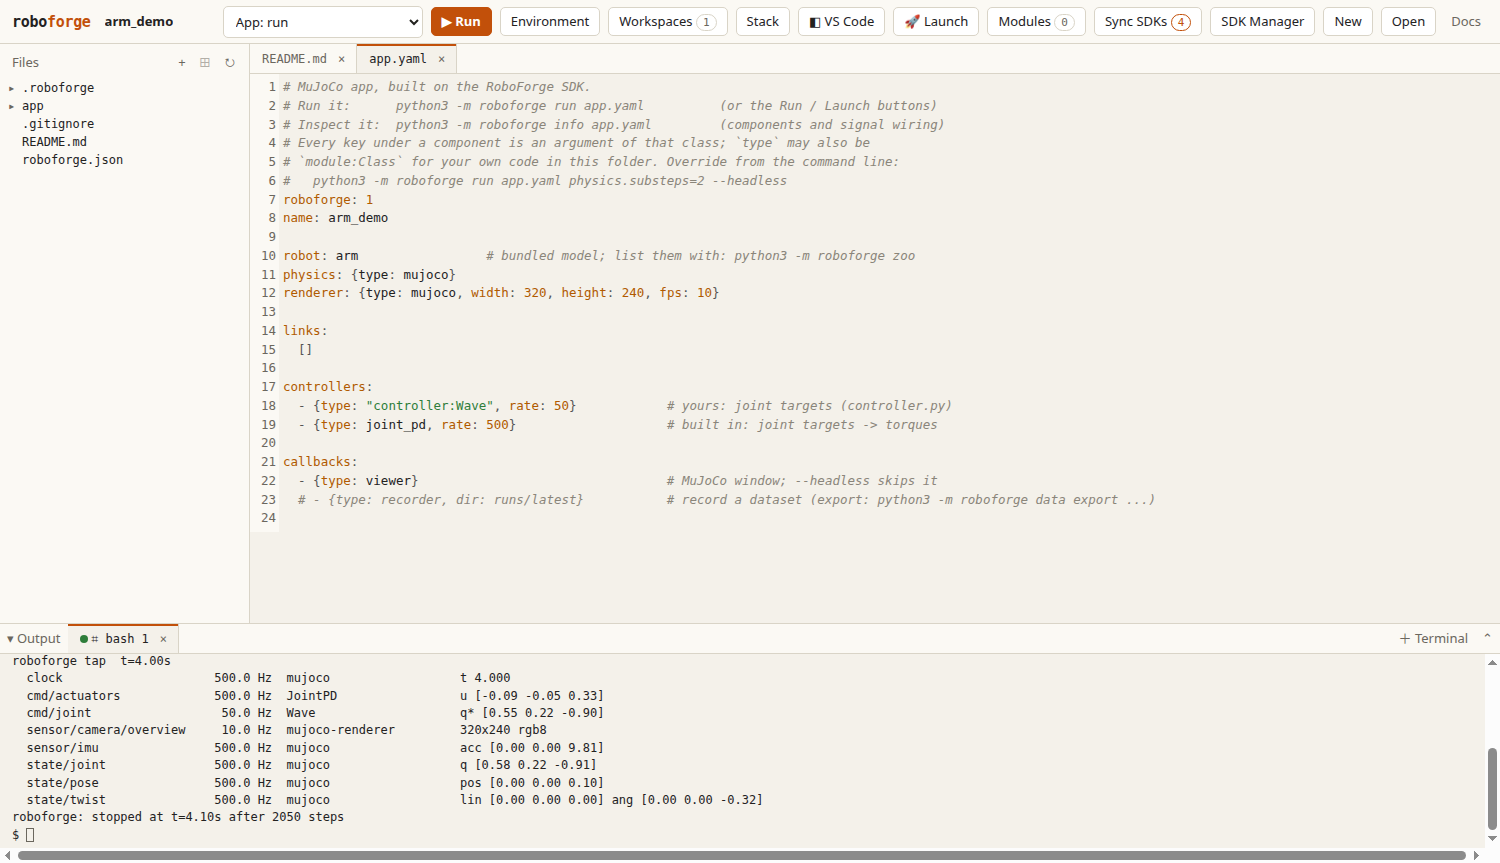 roboforge arm_demo App: run ▶ Run Environment Workspaces 1 Stack ◧ VS Code 🚀 Launch Modules 0 Sync SDKs 4 SDK Manager New Open Docs
Files + ⊞ ↻
▸ .roboforge
▸ app
.gitignore
README.md
roboforge.json
README.md × app.yaml ×
1 # MuJoCo app, built on the RoboForge SDK.
2 # Run it:      python3 -m roboforge run app.yaml          (or the Run / Launch buttons)
3 # Inspect it:  python3 -m roboforge info app.yaml         (components and signal wiring)
4 # Every key under a component is an argument of that class; `type` may also be
5 # `module:Class` for your own code in this folder. Override from the command line:
6 #   python3 -m roboforge run app.yaml physics.substeps=2 --headless
7 roboforge: 1
8 name: arm_demo
9
10 robot: arm                 # bundled model; list them with: python3 -m roboforge zoo
11 physics: {type: mujoco}
12 renderer: {type: mujoco, width: 320, height: 240, fps: 10}
13
14 links:
15   []
16
17 controllers:
18   - {type: "controller:Wave", rate: 50}            # yours: joint targets (controller.py)
19   - {type: joint_pd, rate: 500}                    # built in: joint targets -> torques
20
21 callbacks:
22   - {type: viewer}                                 # MuJoCo window; --headless skips it
23   # - {type: recorder, dir: runs/latest}           # record a dataset (export: python3 -m roboforge data export ...)
24
▾ Output ⌗ bash 1 × + Terminal ⌃
roboforge tap  t=4.00s
  clock                     500.0 Hz  mujoco                  t 4.000
  cmd/actuators             500.0 Hz  JointPD                 u [-0.09 -0.05 0.33]
  cmd/joint                  50.0 Hz  Wave                    q* [0.55 0.22 -0.90]
  sensor/camera/overview     10.0 Hz  mujoco-renderer         320x240 rgb8
  sensor/imu                500.0 Hz  mujoco                  acc [0.00 0.00 9.81]
  state/joint               500.0 Hz  mujoco                  q [0.58 0.22 -0.91]
  state/pose                500.0 Hz  mujoco                  pos [0.00 0.00 0.10]
  state/twist               500.0 Hz  mujoco                  lin [0.00 0.00 0.00] ang [0.00 0.00 -0.32]
roboforge: stopped at t=4.10s after 2050 steps
$